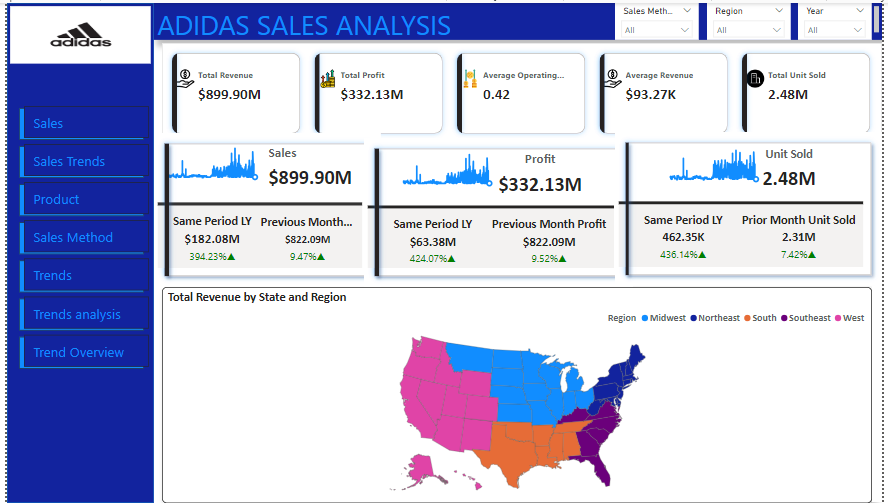 adidas
ADIDAS SALES ANALYSIS
Sales Meth...
All
Region
All
Year
All
Sales
Sales Trends
Product
Sales Method
Trends
Trends analysis
Trend Overview
Total Revenue
$899.90M
Total Profit
$332.13M
Average Operating...
0.42
Average Revenue
$93.27K
Total Unit Sold
2.48M
Sales
$899.90M
Same Period LY
$182.08M
394.23%▲
Previous Month...
$822.09M
9.47%▲
Profit
$332.13M
Same Period LY
$63.38M
424.07%▲
Previous Month Profit
$822.09M
9.52%▲
Unit Sold
2.48M
Same Period LY
462.35K
436.14%▲
Prior Month Unit Sold
2.31M
7.42%▲
Total Revenue by State and Region
Region Midwest Northeast South Southeast West